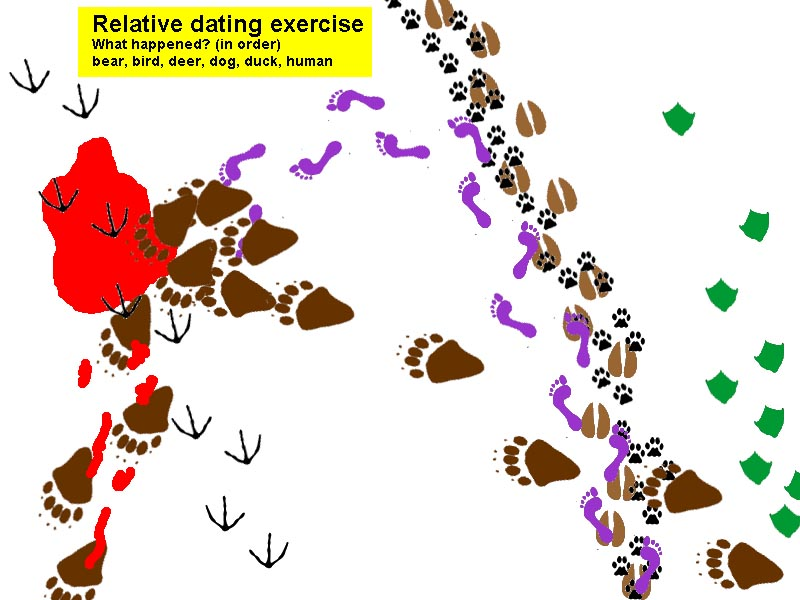 Relative dating exercise
What happened? (in order)
bear, bird, deer, dog, duck, human